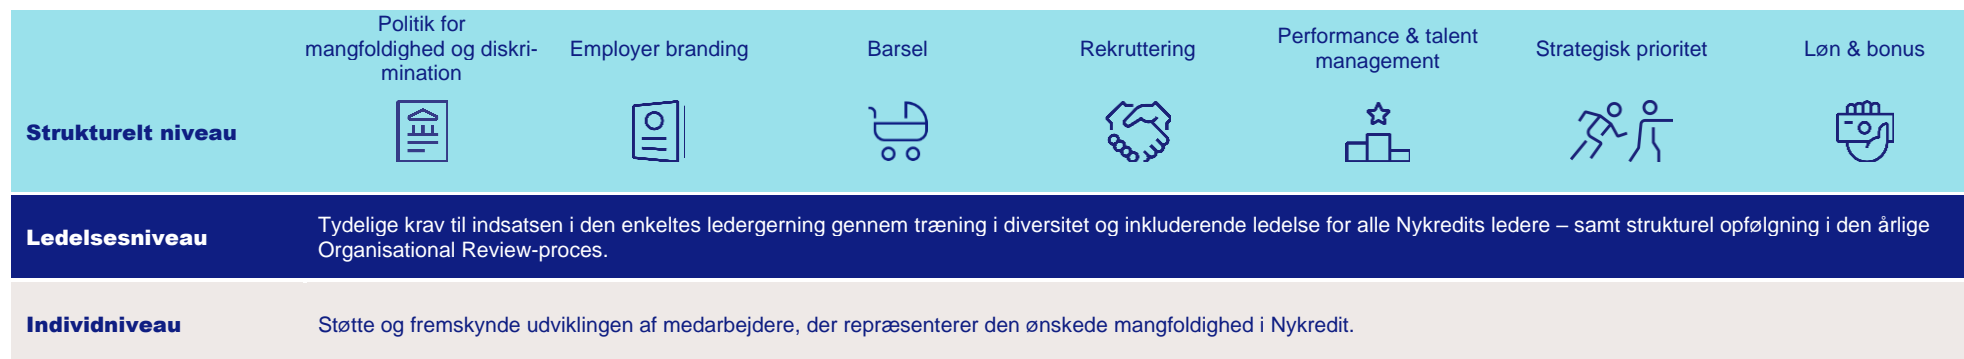 Politik for
mangfoldighed og diskri-
mination
Employer branding
Barsel
Rekruttering
Performance & talent
management
Strategisk prioritet
Løn & bonus
Strukturelt niveau
Ledelsesniveau
Tydelige krav til indsatsen i den enkeltes ledergerning gennem træning i diversitet og inkluderende ledelse for alle Nykredits ledere – samt strukturel opfølgning i den årlige
Organisational Review-proces.
Individniveau
Støtte og fremskynde udviklingen af medarbejdere, der repræsenterer den ønskede mangfoldighed i Nykredit.